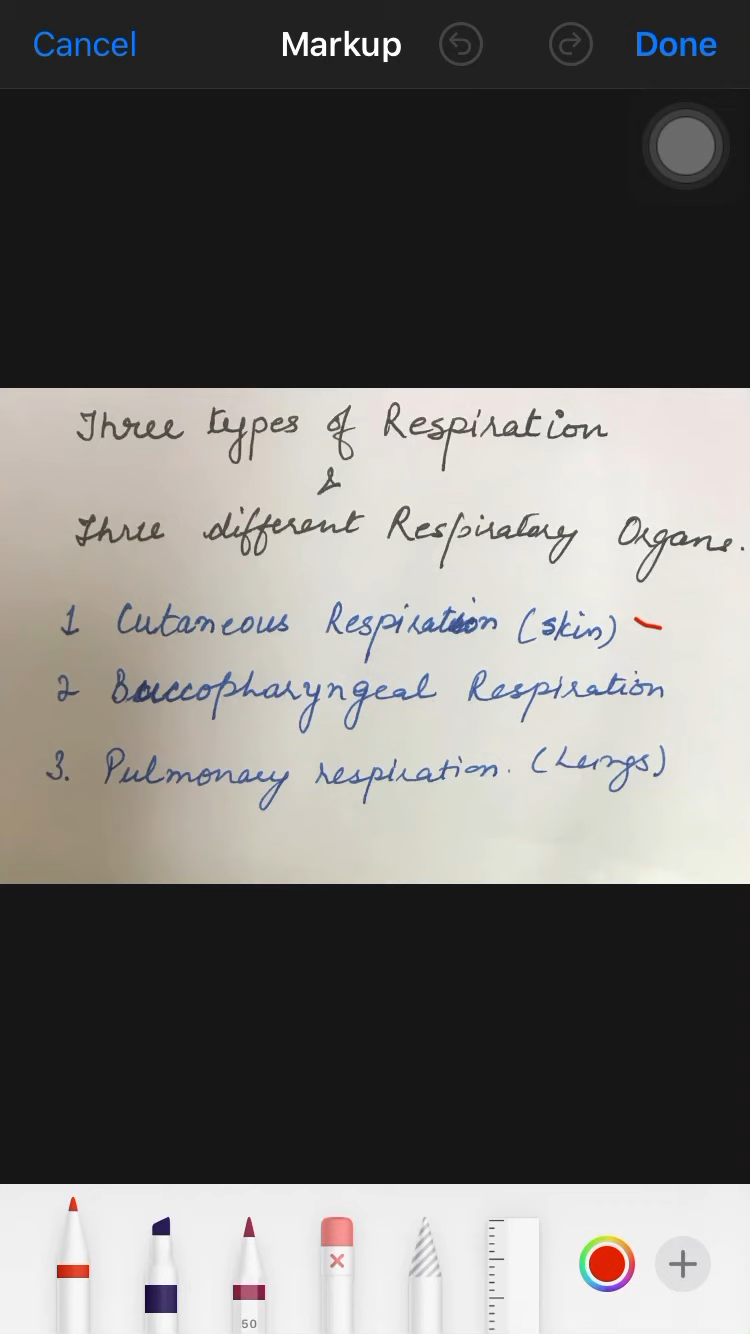 Cancel Markup Done
Three types of Respiration
&
Three different Respiratory Organs.
1 Cutaneous Respiration (skin)
2 Buccopharyngeal Respiration
3. Pulmonary respiration. (Lungs)
50